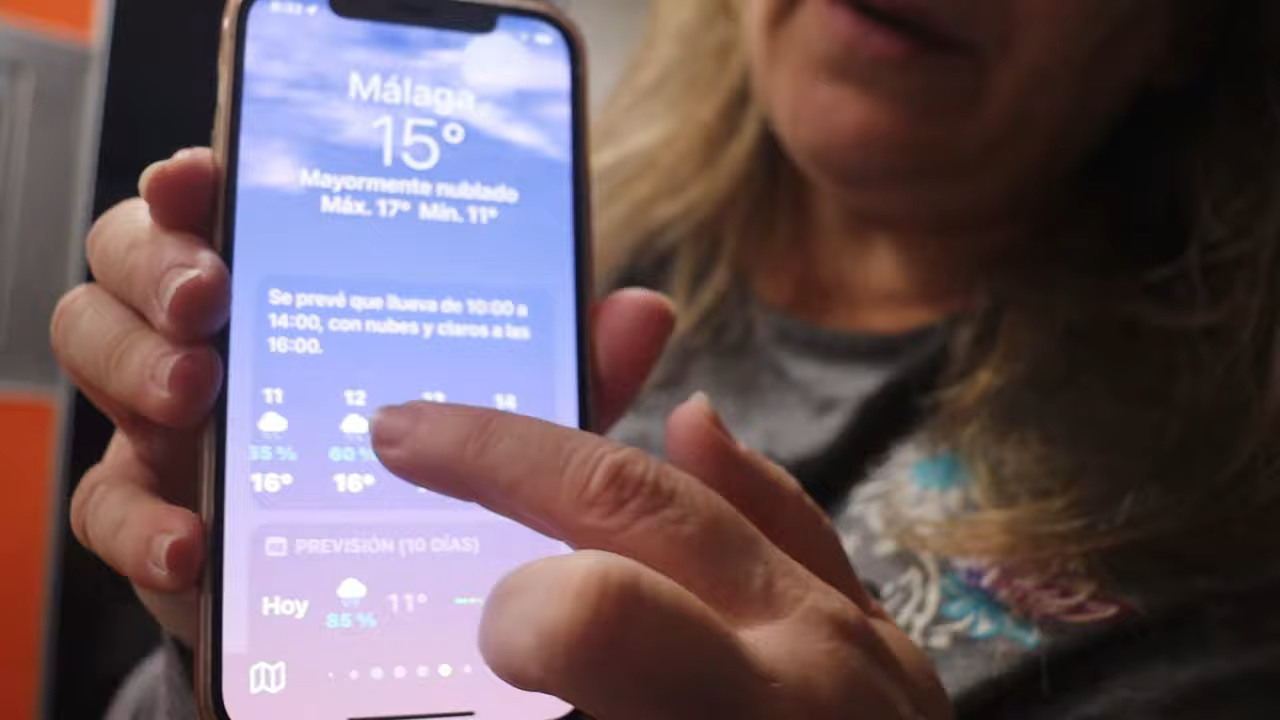 Málaga
15°
Mayormente nublado
Máx. 17° Mín. 11°
Se prevé que llueva de 10:00 a
14:00, con nubes y claros a las
16:00.
11 12 13 14
35 % 60 %
16° 16°
PREVISIÓN (10 DÍAS)
Hoy 85 % 11°